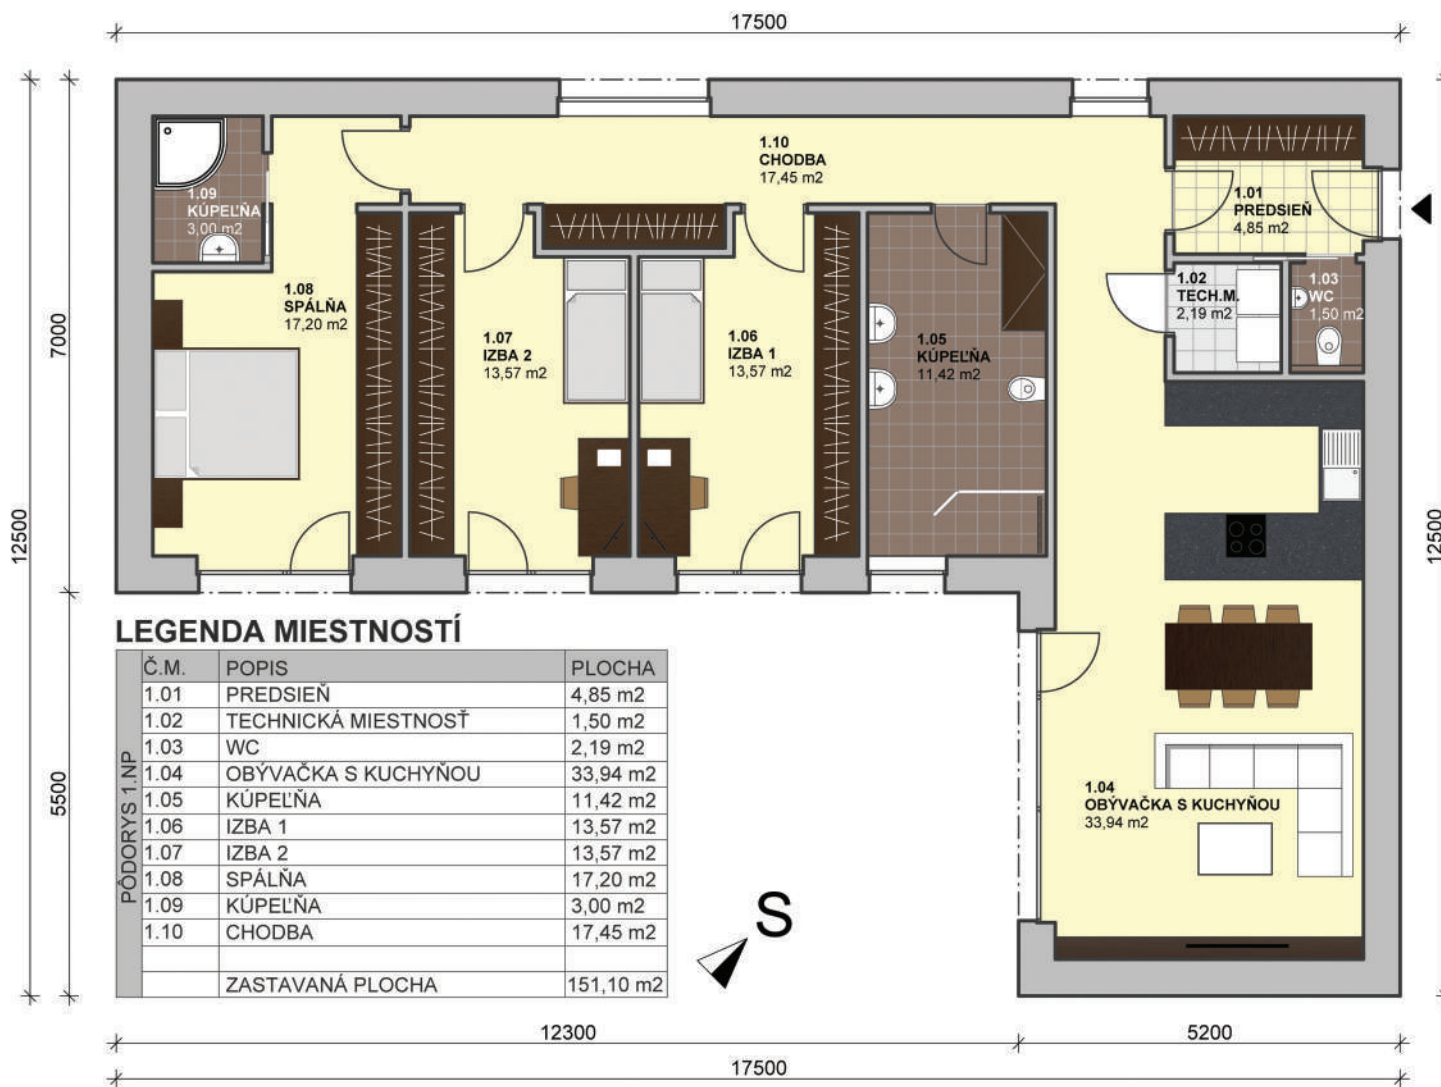 17500
1.10
CHODBA
17,45 m2
1.01
PREDSIEŇ
4,85 m2
1.09
KÚPEĽŇA
3,00 m2
1.02
TECH.M.
2,19 m2
1.03
WC
1,50 m2
1.08
SPÁLŇA
17,20 m2
1.07
IZBA 2
13,57 m2
1.06
IZBA 1
13,57 m2
1.05
KÚPEĽŇA
11,42 m2
7000
12500
12500
5500
1.04
OBÝVAČKA S KUCHYŇOU
33,94 m2
LEGENDA MIESTNOSTÍ
PÔDORYS 1.NP
Č.M. POPIS PLOCHA
1.01 PREDSIEŇ 4,85 m2
1.02 TECHNICKÁ MIESTNOSŤ 1,50 m2
1.03 WC 2,19 m2
1.04 OBÝVAČKA S KUCHYŇOU 33,94 m2
1.05 KÚPEĽŇA 11,42 m2
1.06 IZBA 1 13,57 m2
1.07 IZBA 2 13,57 m2
1.08 SPÁLŇA 17,20 m2
1.09 KÚPEĽŇA 3,00 m2
1.10 CHODBA 17,45 m2
ZASTAVANÁ PLOCHA 151,10 m2
S
12300
5200
17500